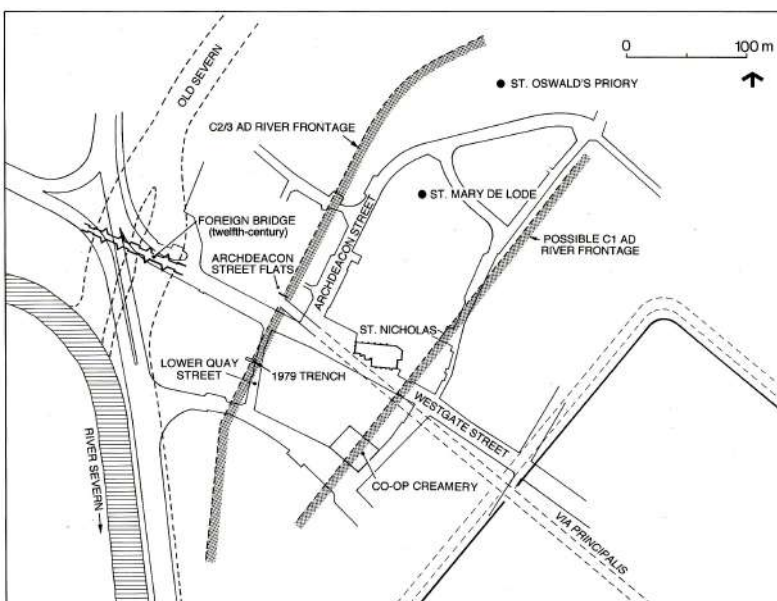 0 100 m
ST. OSWALD'S PRIORY
OLD SEVERN
C2/3 AD RIVER FRONTAGE
ST. MARY DE LODE
FOREIGN BRIDGE
(twelfth-century)
ARCHDEACON STREET
POSSIBLE C1 AD
RIVER FRONTAGE
ARCHDEACON
STREET FLATS
ST. NICHOLAS
LOWER QUAY
STREET
1979 TRENCH
WESTGATE STREET
RIVER SEVERN
CO-OP CREAMERY
VIA PRINCIPALIS